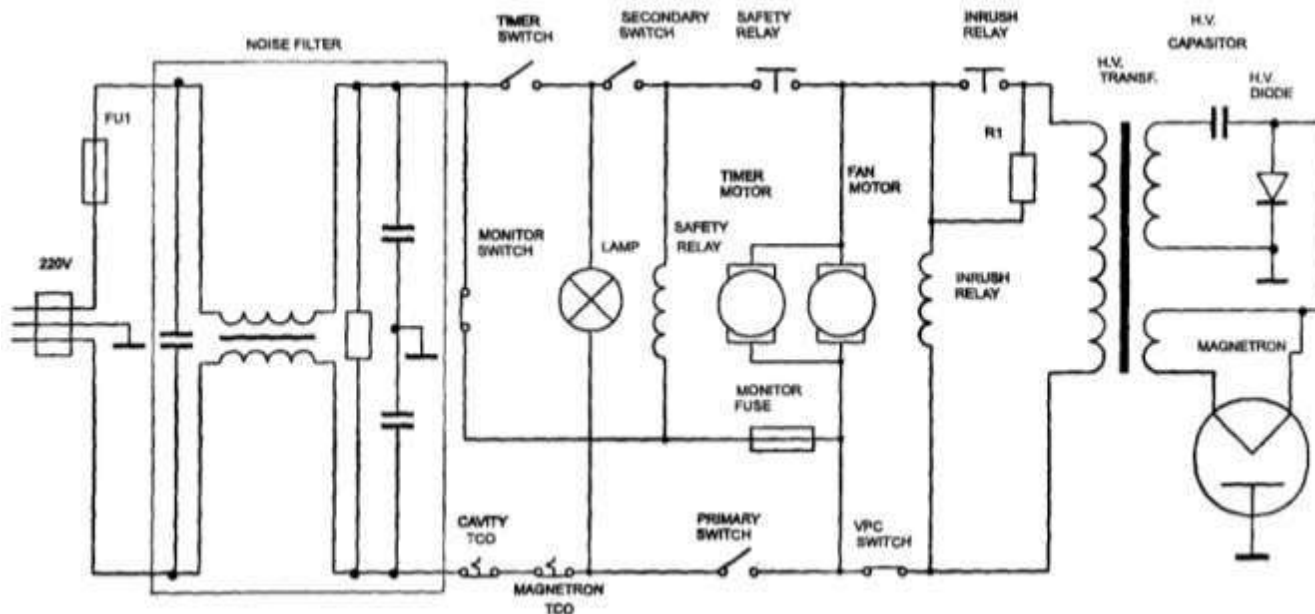 TIMER
SWITCH
SECONDARY
SWITCH
SAFETY
RELAY
INRUSH
RELAY
H.V.
CAPASITOR
NOISE FILTER
H.V.
TRANSF.
H.V.
DIODE
FU1
R1
TIMER
MOTOR
FAN
MOTOR
MONITOR
SWITCH
LAMP
SAFETY
RELAY
220V
INRUSH
RELAY
MAGNETRON
MONITOR
FUSE
CAVITY
TCO
PRIMARY
SWITCH
VPC
SWITCH
MAGNETRON
TCO